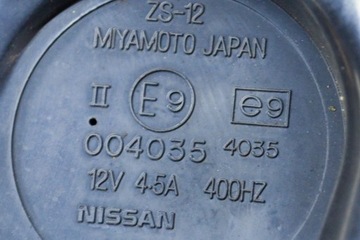 ZS-12
MIYAMOTO JAPAN
II E9 e9
004035 4035
12V 4·5A 400HZ
NISSAN